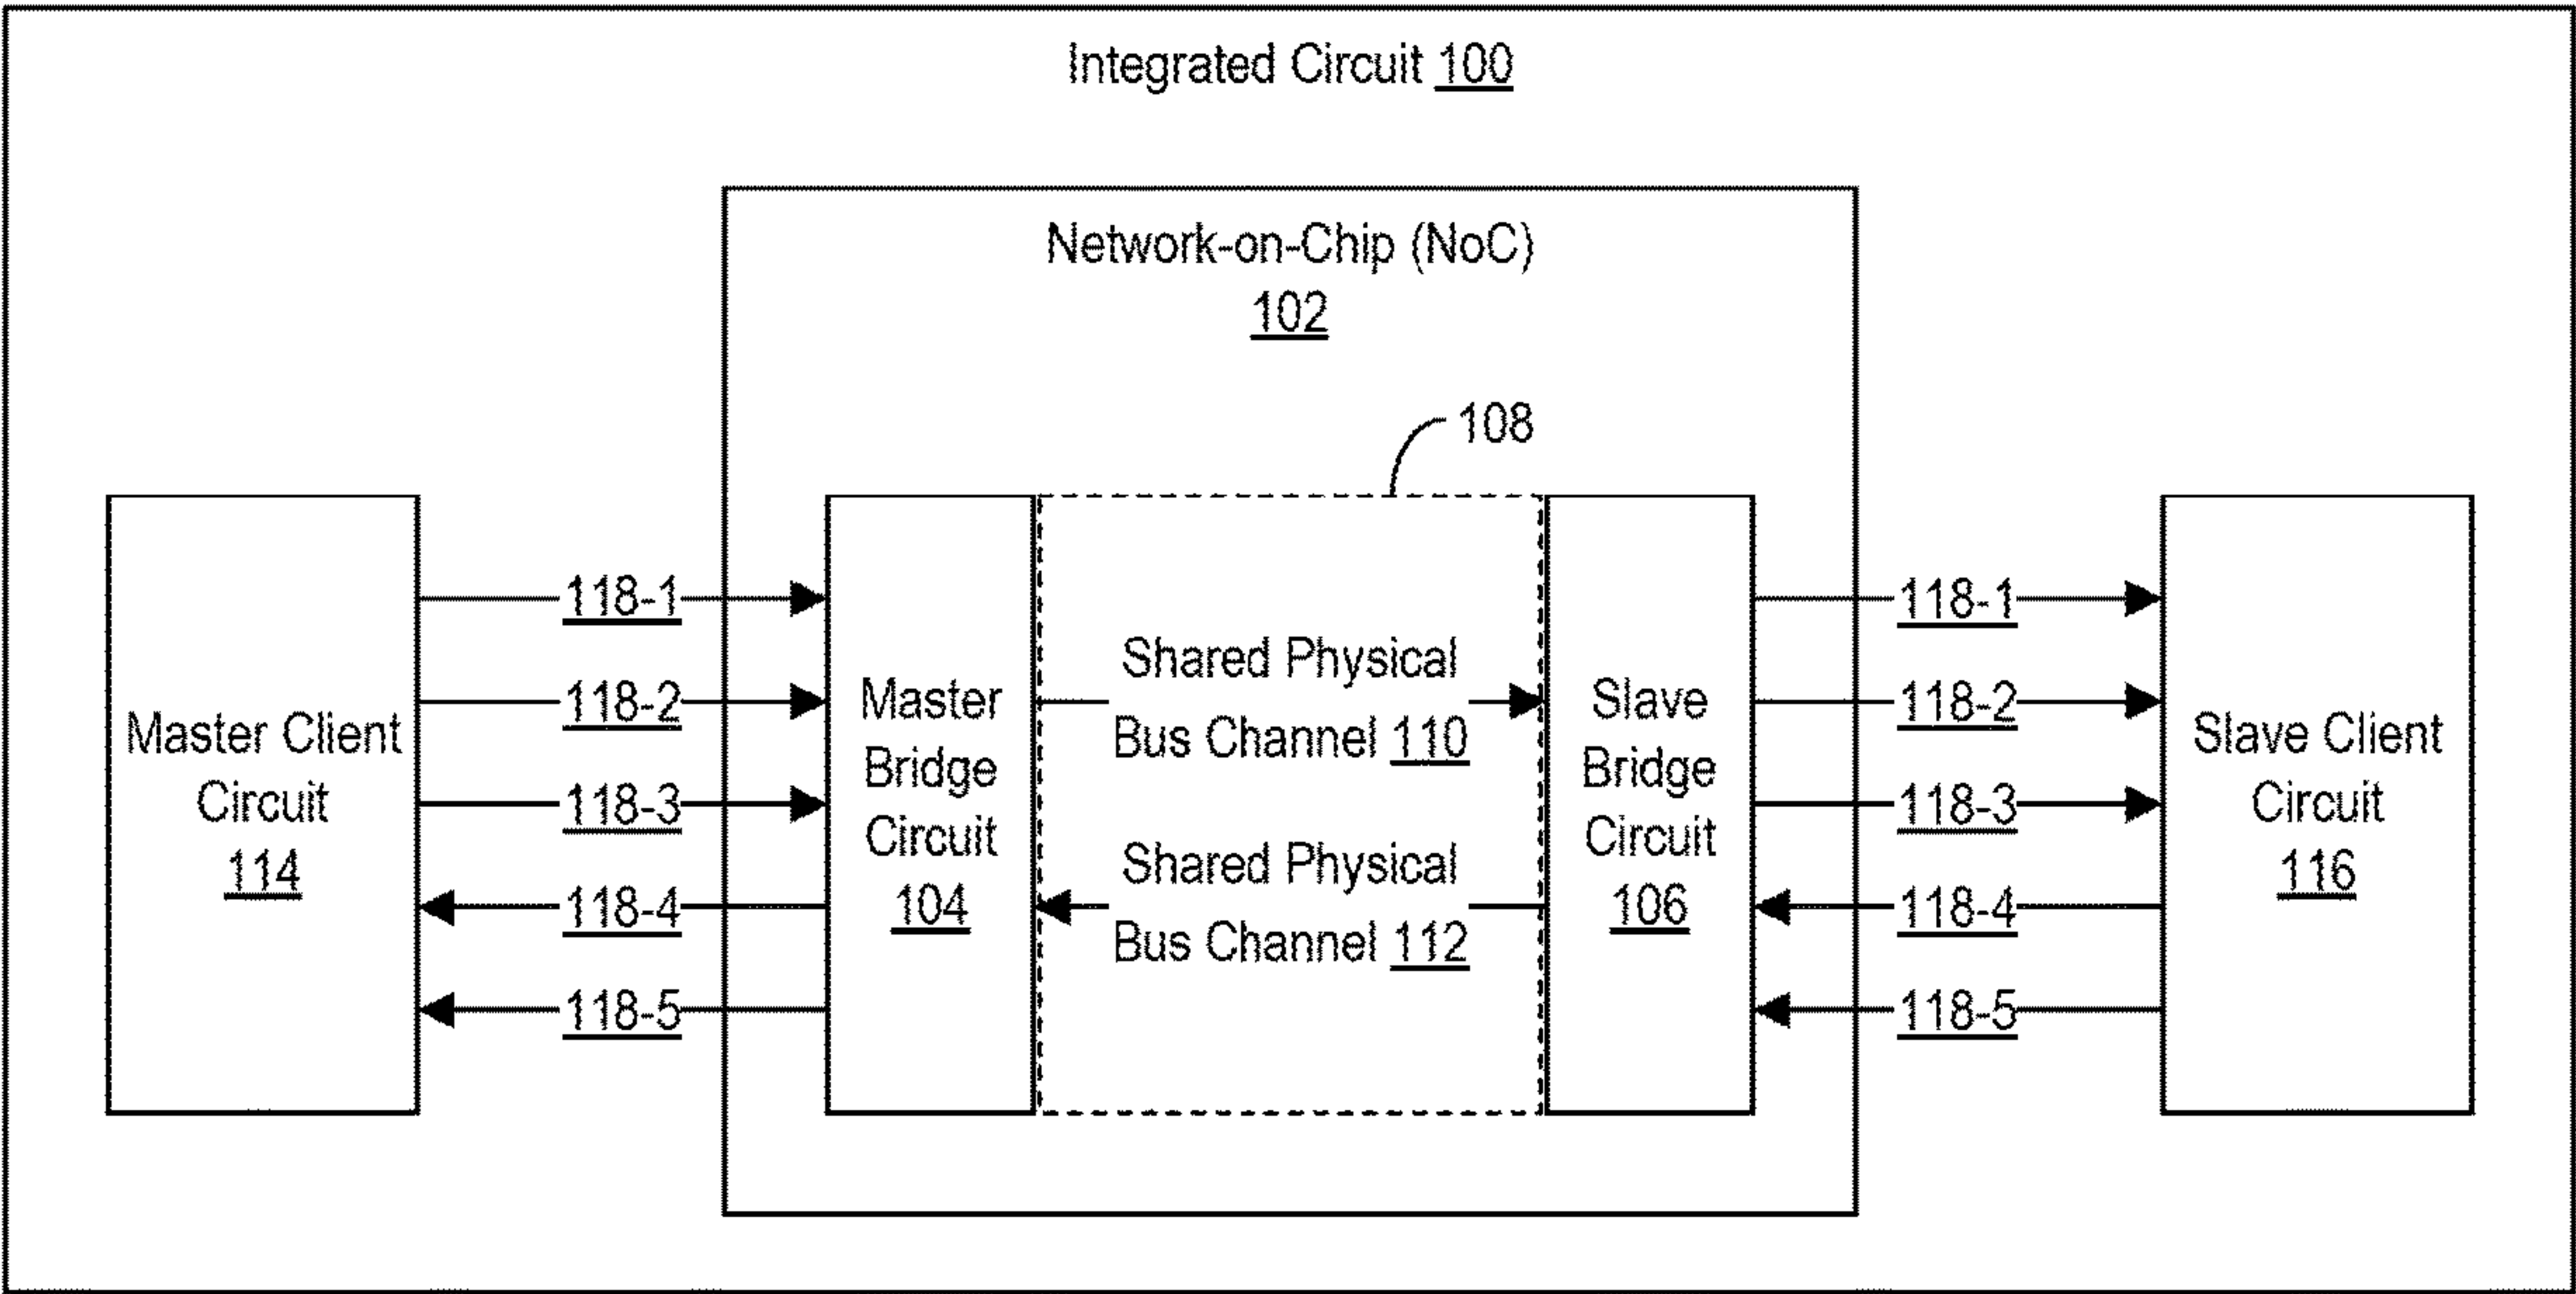 Integrated Circuit 100
Network-on-Chip (NoC)
102
108
Master Client
Circuit
114
118-1
118-2
118-3
118-4
118-5
Master
Bridge
Circuit
104
Shared Physical
Bus Channel 110
Shared Physical
Bus Channel 112
Slave
Bridge
Circuit
106
118-1
118-2
118-3
118-4
118-5
Slave Client
Circuit
116